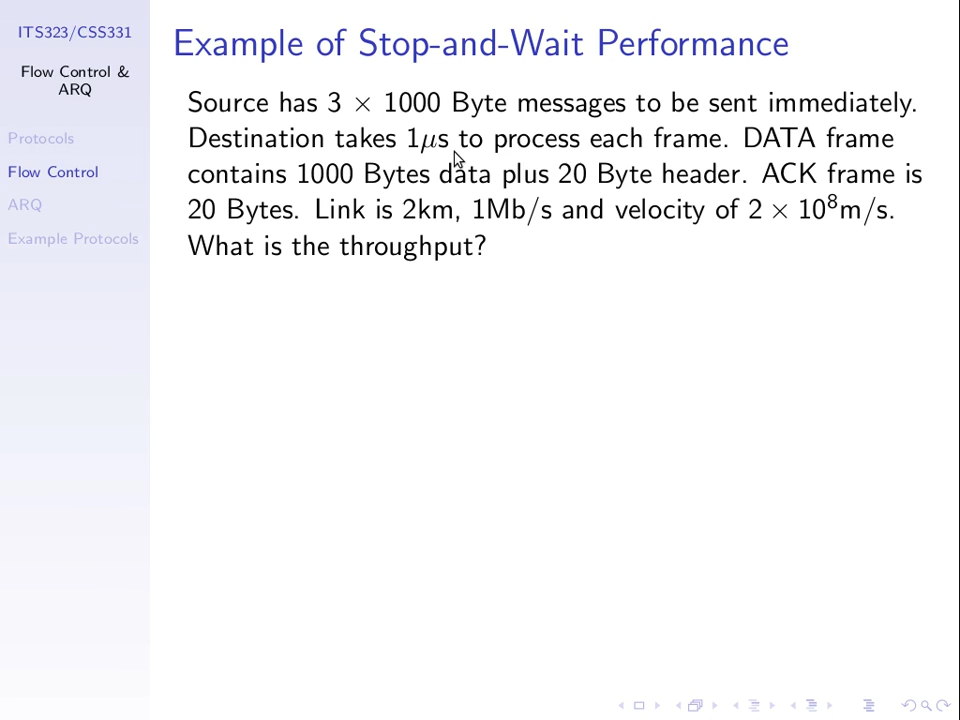 ITS323/CSS331
Flow Control &
ARQ
Protocols
Flow Control
ARQ
Example Protocols
Example of Stop-and-Wait Performance
Source has 3 × 1000 Byte messages to be sent immediately.
Destination takes 1μs to process each frame. DATA frame
contains 1000 Bytes data plus 20 Byte header. ACK frame is
20 Bytes. Link is 2km, 1Mb/s and velocity of 2 × 10⁸m/s.
What is the throughput?